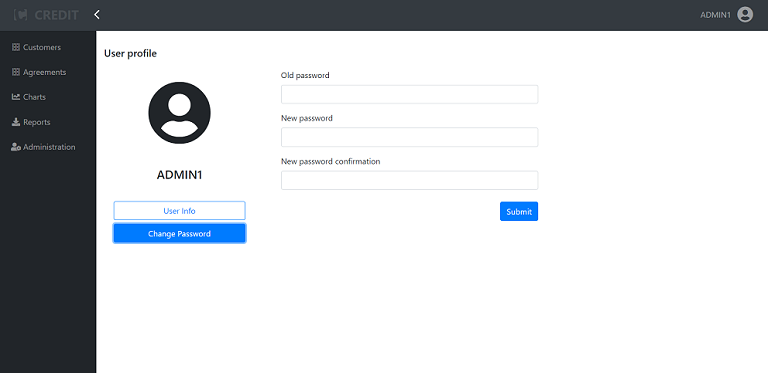 CREDIT
ADMIN1
Customers
Agreements
Charts
Reports
Administration
User profile
ADMIN1
User Info
Change Password
Old password
New password
New password confirmation
Submit